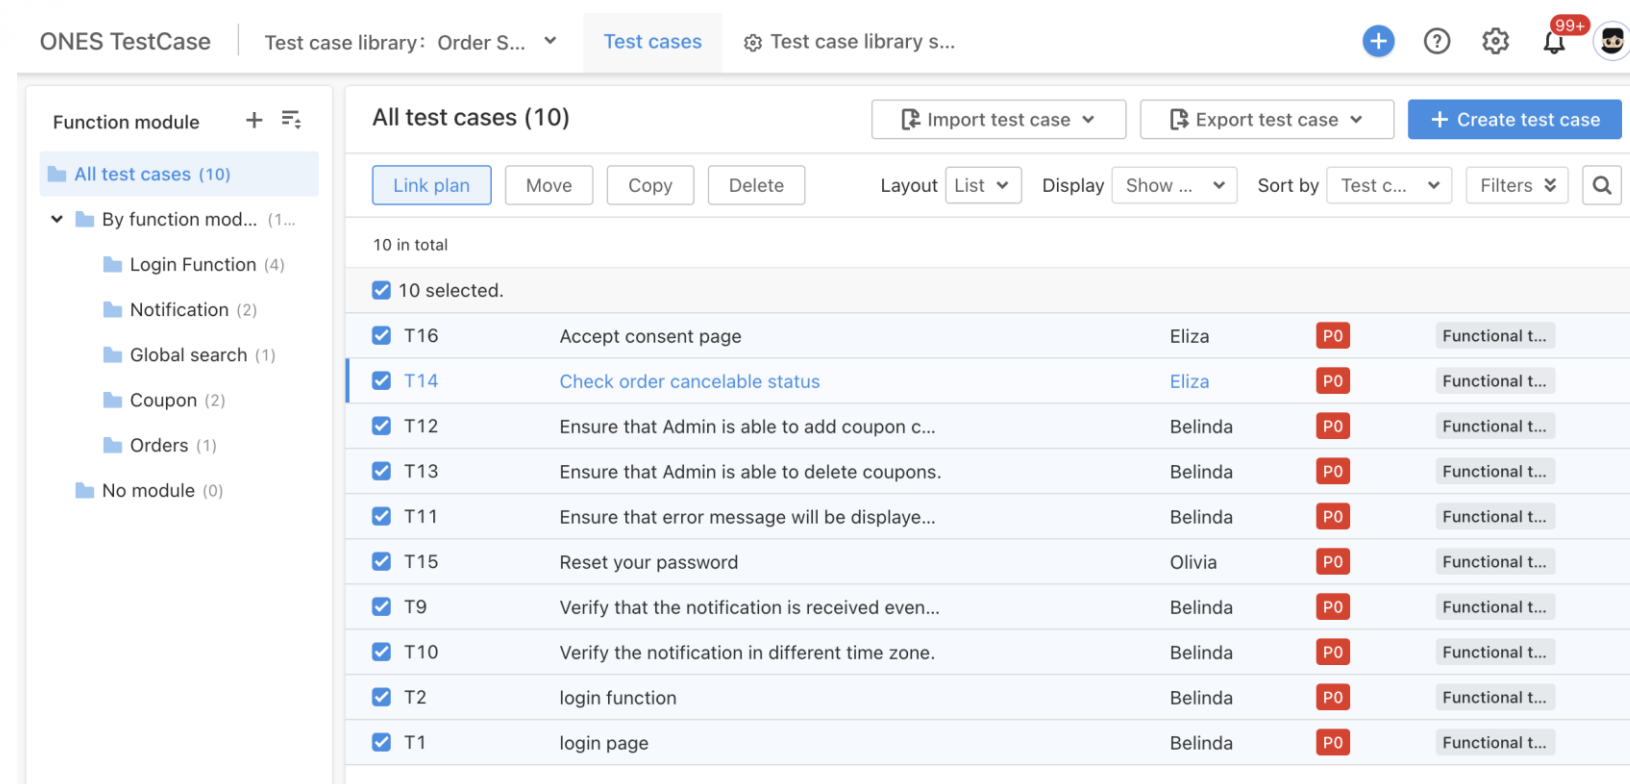 ONES TestCase
Test case library: Order S...
Test cases
Test case library s...
99+
Function module
All test cases (10)
By function mod... (1...
Login Function (4)
Notification (2)
Global search (1)
Coupon (2)
Orders (1)
No module (0)
All test cases (10)
Import test case
Export test case
+ Create test case
Link plan
Move
Copy
Delete
Layout List
Display Show ...
Sort by Test c...
Filters
10 in total
10 selected.
T16 Accept consent page Eliza P0 Functional t...
T14 Check order cancelable status Eliza P0 Functional t...
T12 Ensure that Admin is able to add coupon c... Belinda P0 Functional t...
T13 Ensure that Admin is able to delete coupons. Belinda P0 Functional t...
T11 Ensure that error message will be displaye... Belinda P0 Functional t...
T15 Reset your password Olivia P0 Functional t...
T9 Verify that the notification is received even... Belinda P0 Functional t...
T10 Verify the notification in different time zone. Belinda P0 Functional t...
T2 login function Belinda P0 Functional t...
T1 login page Belinda P0 Functional t...